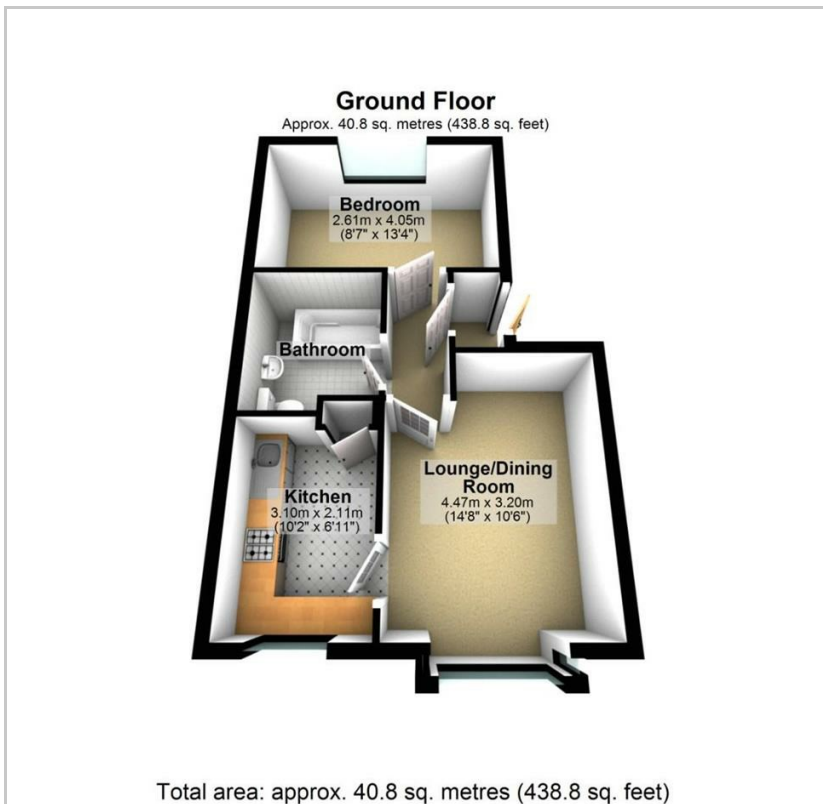 Ground Floor
Approx. 40.8 sq. metres (438.8 sq. feet)
Bedroom
2.61m x 4.05m
(8'7" x 13'4")
Bathroom
Lounge/Dining
Room
4.47m x 3.20m
(14'8" x 10'6")
Kitchen
3.10m x 2.11m
(10'2" x 6'11")
Total area: approx. 40.8 sq. metres (438.8 sq. feet)